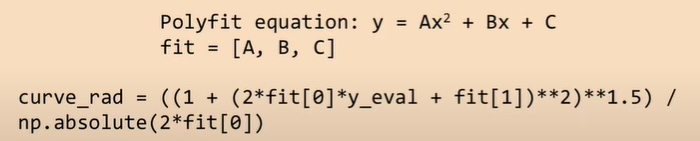 Polyfit equation: y = Ax² + Bx + C
fit = [A, B, C]
curve_rad = ((1 + (2*fit[0]*y_eval + fit[1])**2)**1.5) /
np.absolute(2*fit[0])